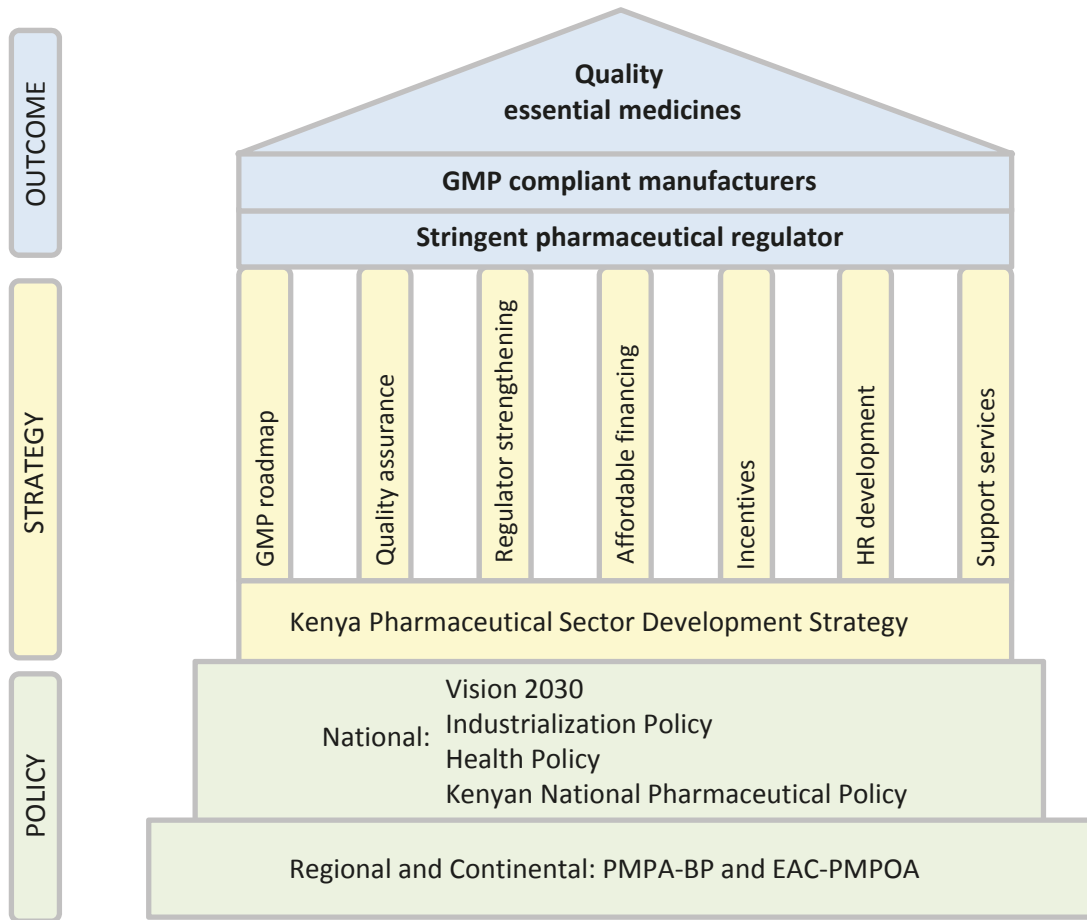 OUTCOME
Quality
essential medicines
GMP compliant manufacturers
Stringent pharmaceutical regulator
STRATEGY
GMP roadmap
Quality assurance
Regulator strengthening
Affordable financing
Incentives
HR development
Support services
Kenya Pharmaceutical Sector Development Strategy
POLICY
National:
Vision 2030
Industrialization Policy
Health Policy
Kenyan National Pharmaceutical Policy
Regional and Continental: PMPA-BP and EAC-PMPOA